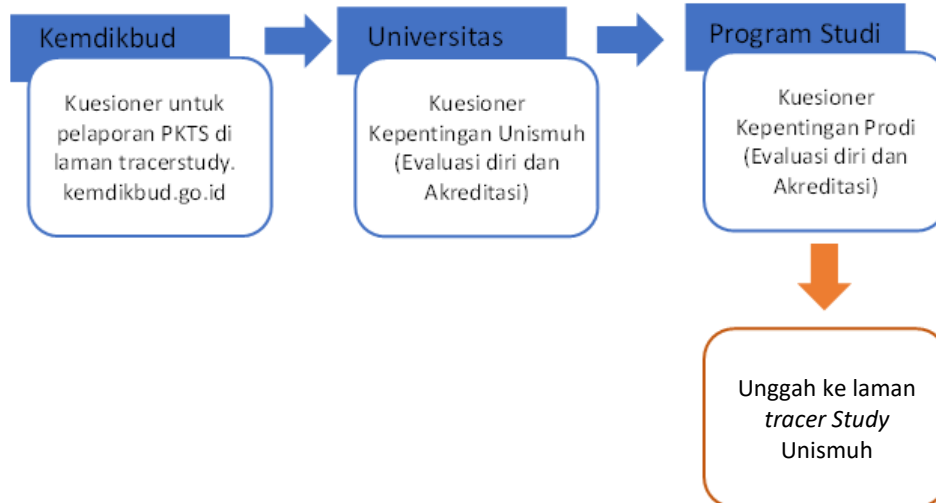 Kemdikbud
Kuesioner untuk
pelaporan PKTS di
laman tracerstudy.
kemdikbud.go.id
Universitas
Kuesioner
Kepentingan Unismuh
(Evaluasi diri dan
Akreditasi)
Program Studi
Kuesioner
Kepentingan Prodi
(Evaluasi diri dan
Akreditasi)
Unggah ke laman
tracer Study
Unismuh